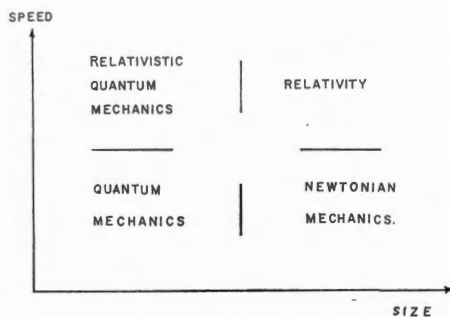 SPEED
RELATIVISTIC
QUANTUM
MECHANICS
RELATIVITY
QUANTUM
MECHANICS
NEWTONIAN
MECHANICS.
SIZE